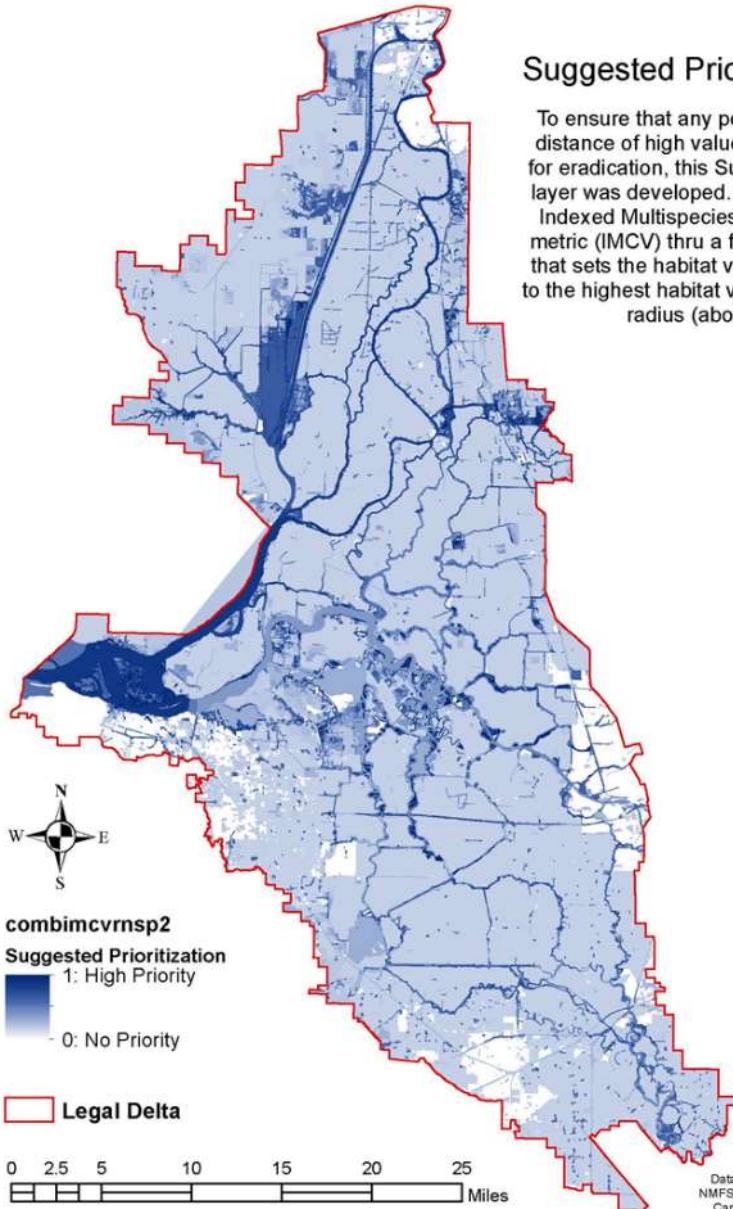 Suggested Prio
To ensure that any pe
distance of high value
for eradication, this Su
layer was developed.
Indexed Multispecies
metric (IMCV) thru a f
that sets the habitat v
to the highest habitat v
radius (abo
N
W E
S
combimcvrnsp2
Suggested Prioritization
1: High Priority
0: No Priority
Legal Delta
0 2.5 5 10 15 20 25
Miles
Data
NMFS
Car